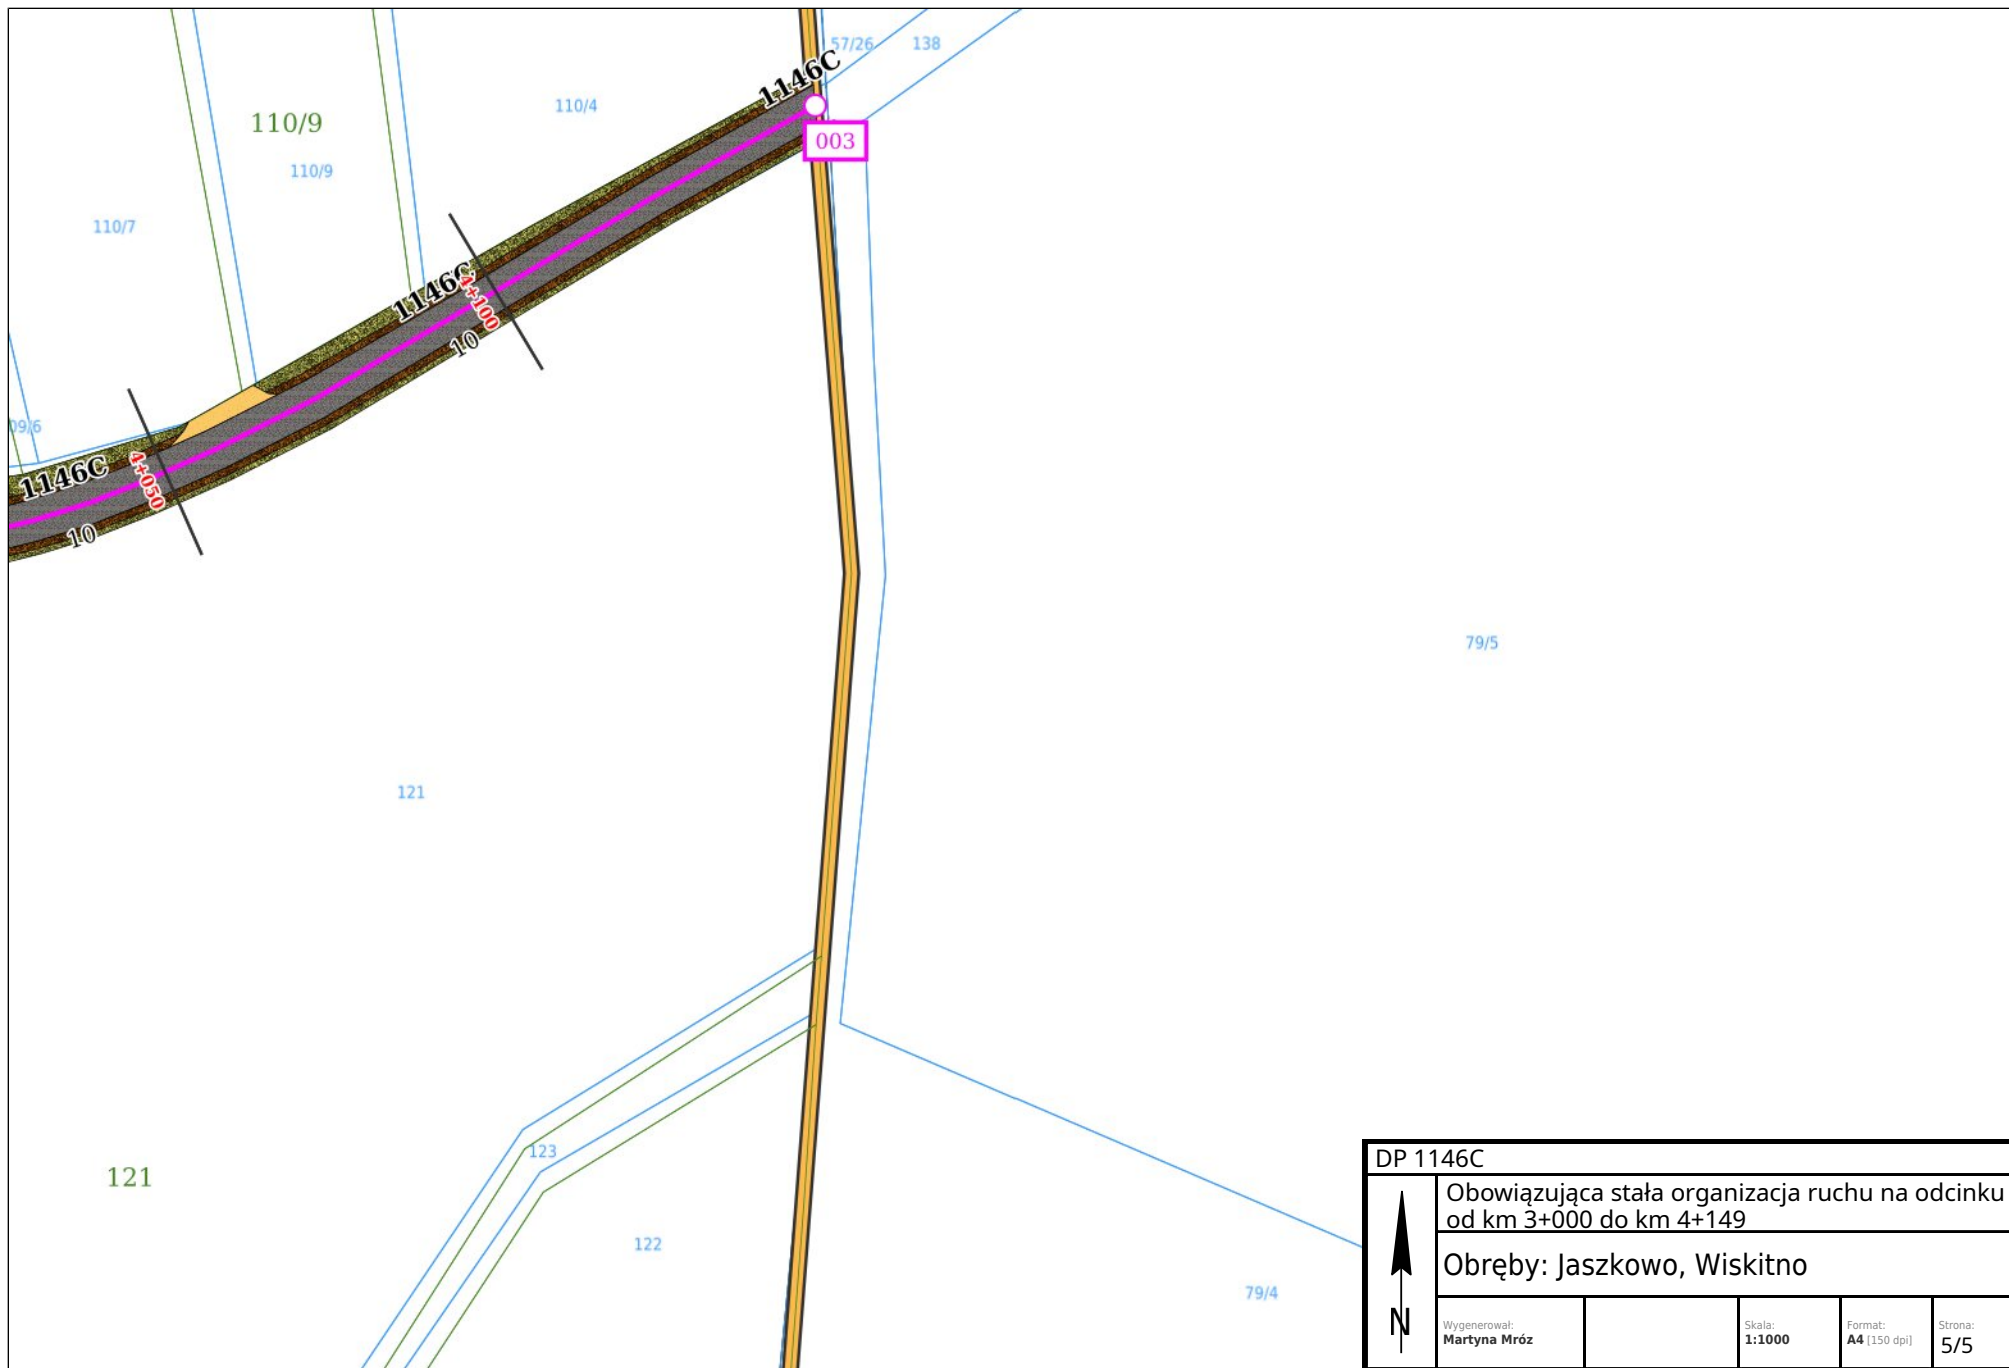 57/26
138
1146C
110/4
110/9
003
110/9
110/7
1146C
4+100
10
09/6
1146C
4+050
10
79/5
121
123
121
122
79/4
DP 1146C
Obowiązująca stała organizacja ruchu na odcinku
od km 3+000 do km 4+149
Obręby: Jaszkowo, Wiskitno
N
Wygenerował:
Martyna Mróz
Skala:
1:1000
Format:
A4 [150 dpi]
Strona:
5/5